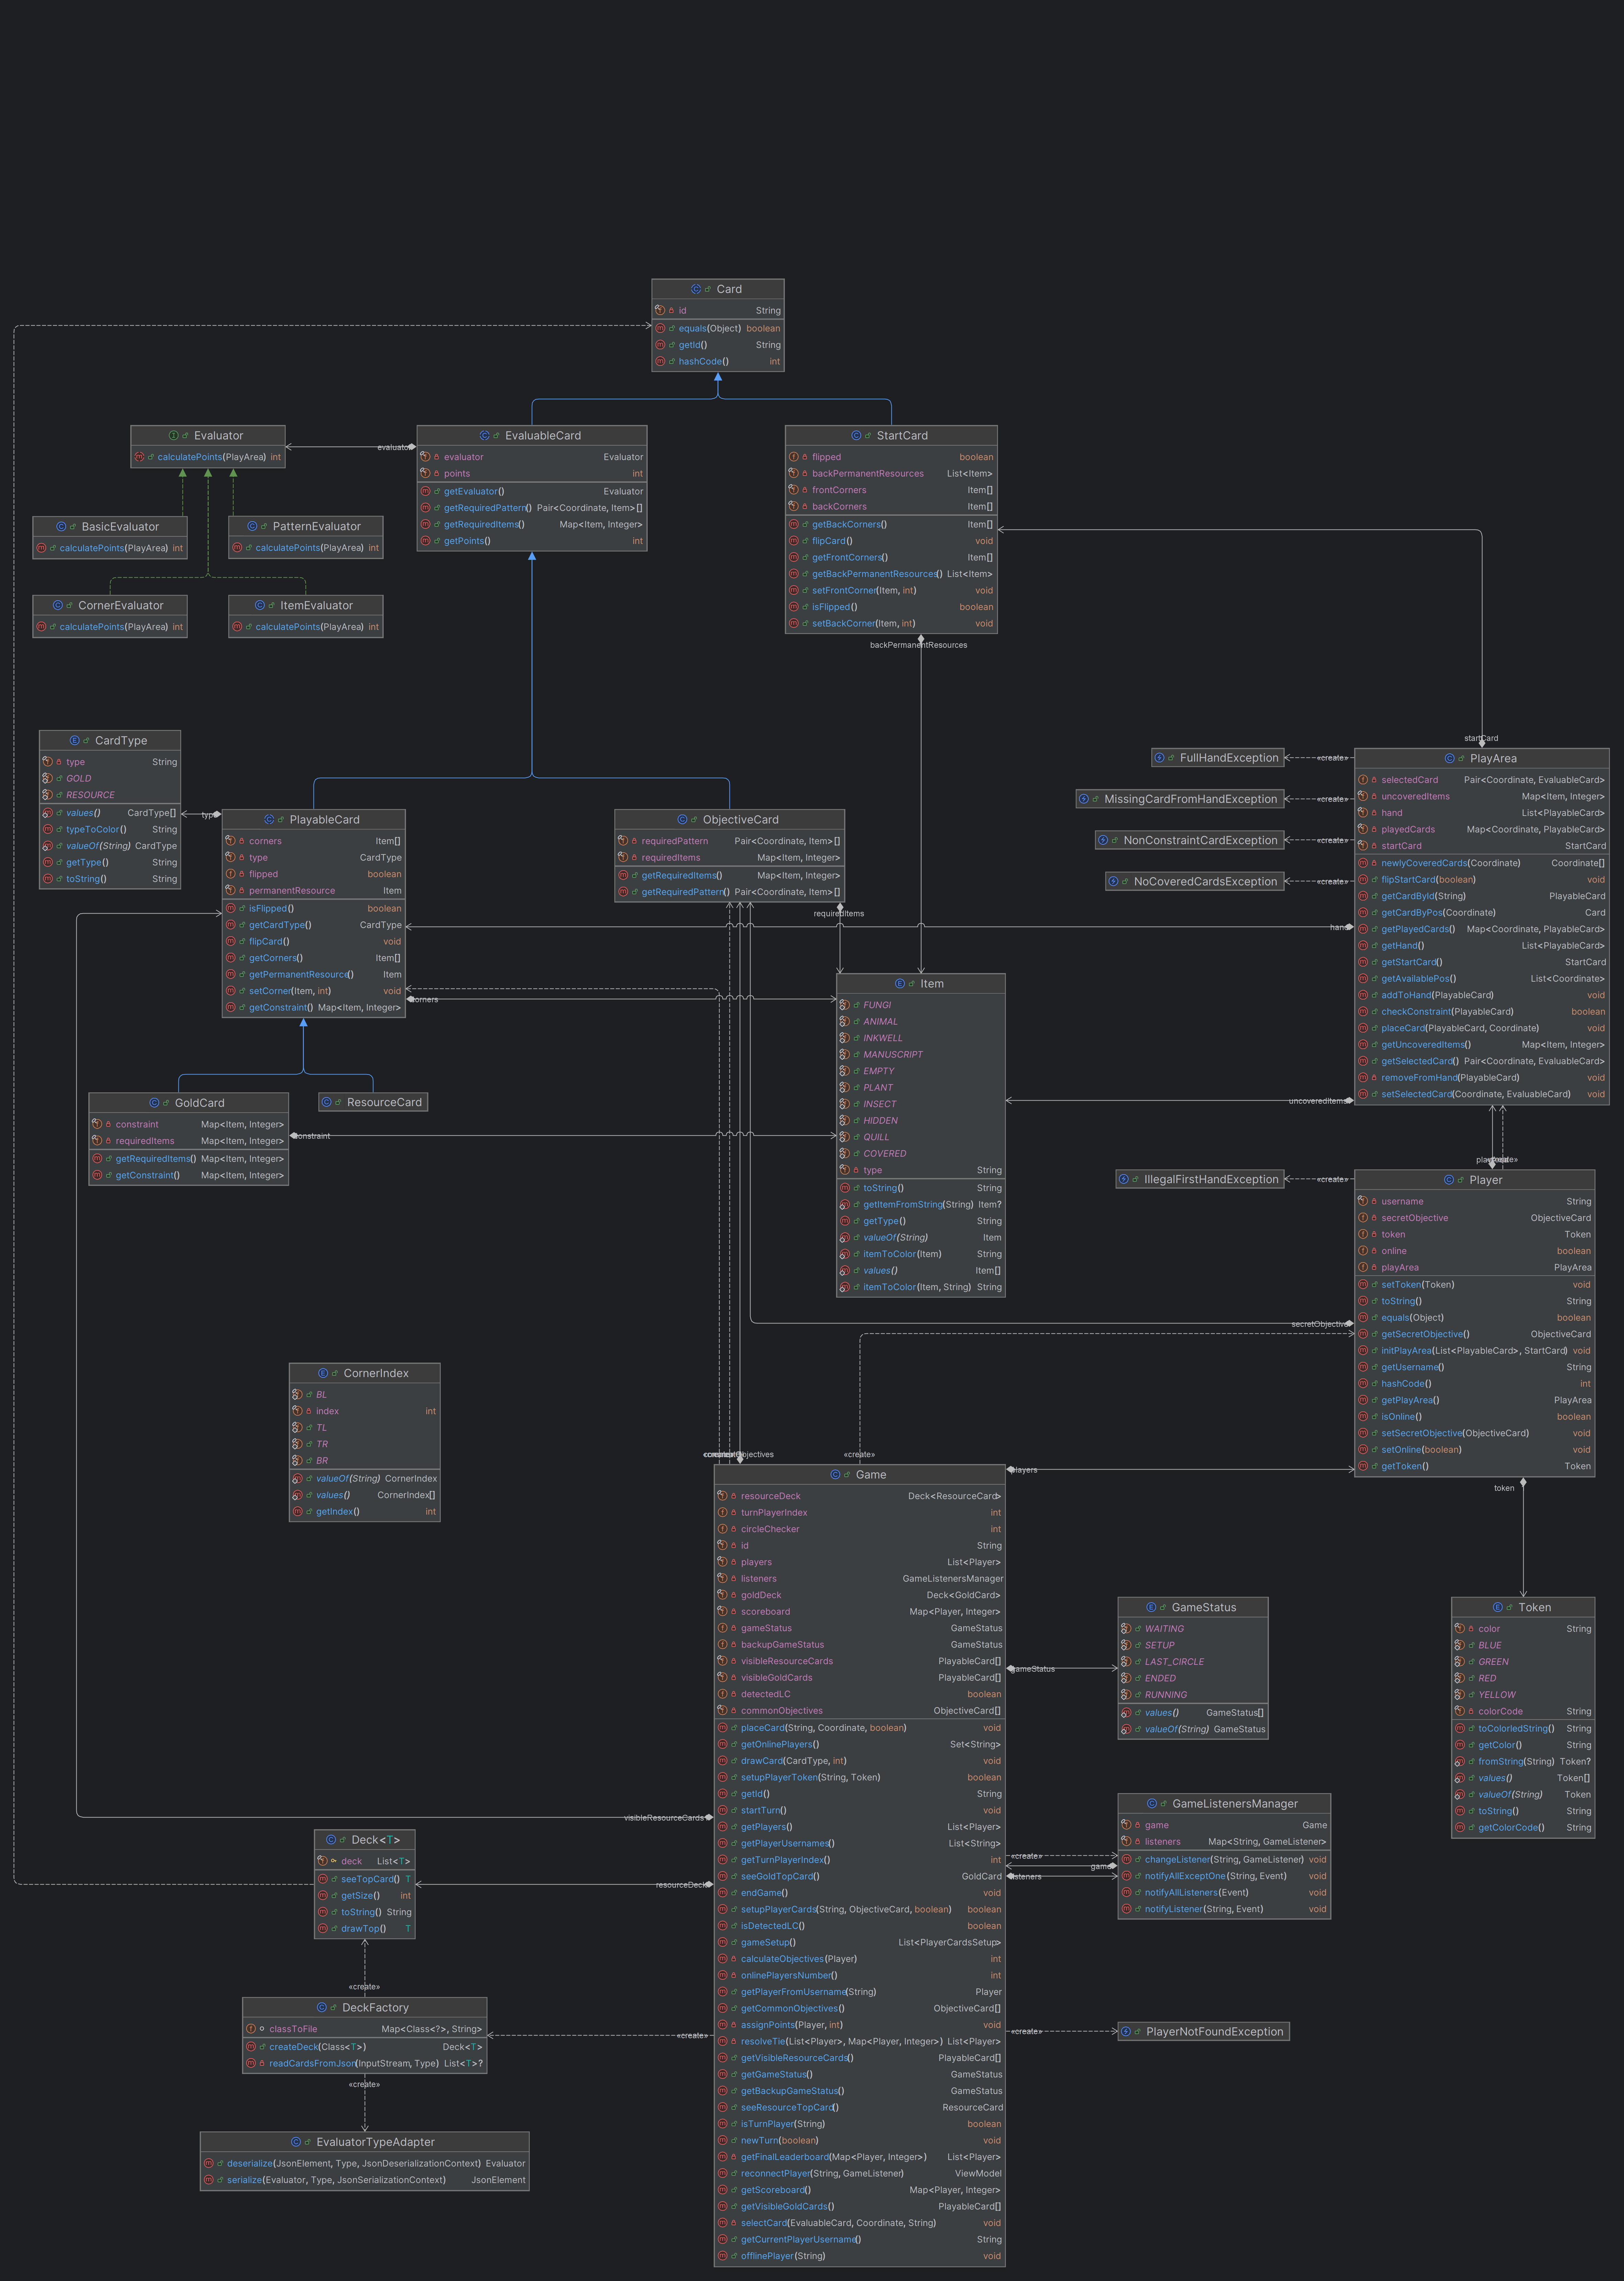 Card
id String
equals(Object) boolean
getId() String
hashCode() int
Evaluator
calculatePoints(PlayArea) int
evaluator
EvaluableCard
evaluator Evaluator
points int
getEvaluator() Evaluator
getRequiredPattern() Pair<Coordinate, Item>[]
getRequiredItems() Map<Item, Integer>
getPoints() int
StartCard
flipped boolean
backPermanentResources List<Item>
frontCorners Item[]
backCorners Item[]
getBackCorners() Item[]
flipCard() void
getFrontCorners() Item[]
getBackPermanentResources() List<Item>
setFrontCorner(Item, int) void
isFlipped() boolean
setBackCorner(Item, int) void
backPermanentResources
BasicEvaluator
calculatePoints(PlayArea) int
PatternEvaluator
calculatePoints(PlayArea) int
CornerEvaluator
calculatePoints(PlayArea) int
ItemEvaluator
calculatePoints(PlayArea) int
CardType
type String
GOLD
RESOURCE
values() CardType[]
typeToColor() String
valueOf(String) CardType
getType() String
toString() String
type
PlayableCard
corners Item[]
type CardType
flipped boolean
permanentResource Item
isFlipped() boolean
getCardType() CardType
flipCard() void
getCorners() Item[]
getPermanentResource() Item
setCorner(Item, int) void
getConstraint() Map<Item, Integer>
corners
ObjectiveCard
requiredPattern Pair<Coordinate, Item>[]
requiredItems Map<Item, Integer>
getRequiredItems() Map<Item, Integer>
getRequiredPattern() Pair<Coordinate, Item>[]
requiredItems
FullHandException
«create»
MissingCardFromHandException
«create»
NonConstraintCardException
«create»
NoCoveredCardsException
«create»
startCard
PlayArea
selectedCard Pair<Coordinate, EvaluableCard>
uncoveredItems Map<Item, Integer>
hand List<PlayableCard>
playedCards Map<Coordinate, PlayableCard>
startCard StartCard
newlyCoveredCards(Coordinate) Coordinate[]
flipStartCard(boolean) void
getCardById(String) PlayableCard
getCardByPos(Coordinate) Card
getPlayedCards() Map<Coordinate, PlayableCard>
getHand() List<PlayableCard>
getStartCard() StartCard
getAvailablePos() List<Coordinate>
addToHand(PlayableCard) void
checkConstraint(PlayableCard) boolean
placeCard(PlayableCard, Coordinate) void
getUncoveredItems() Map<Item, Integer>
getSelectedCard() Pair<Coordinate, EvaluableCard>
removeFromHand(PlayableCard) void
setSelectedCard(Coordinate, EvaluableCard) void
hand
uncoveredItems
GoldCard
constraint Map<Item, Integer>
requiredItems Map<Item, Integer>
getRequiredItems() Map<Item, Integer>
getConstraint() Map<Item, Integer>
constraint
ResourceCard
Item
FUNGI
ANIMAL
INKWELL
MANUSCRIPT
EMPTY
PLANT
INSECT
HIDDEN
QUILL
COVERED
type String
toString() String
getItemFromString(String) Item?
getType() String
valueOf(String) Item
itemToColor(Item) String
values() Item[]
itemToColor(Item, String) String
IllegalFirstHandException
«create»
Player
username String
secretObjective ObjectiveCard
token Token
online boolean
playArea PlayArea
setToken(Token) void
toString() String
equals(Object) boolean
getSecretObjective() ObjectiveCard
initPlayArea(List<PlayableCard>, StartCard) void
getUsername() String
hashCode() int
getPlayArea() PlayArea
isOnline() boolean
setSecretObjective(ObjectiveCard) void
setOnline(boolean) void
getToken() Token
secretObjective
token
CornerIndex
BL
index int
TL
TR
BR
valueOf(String) CornerIndex
values() CornerIndex[]
getIndex() int
«create»
Game
resourceDeck Deck<ResourceCard>
turnPlayerIndex int
circleChecker int
id String
players List<Player>
listeners GameListenersManager
goldDeck Deck<GoldCard>
scoreboard Map<Player, Integer>
gameStatus GameStatus
backupGameStatus GameStatus
visibleResourceCards PlayableCard[]
visibleGoldCards PlayableCard[]
detectedLC boolean
commonObjectives ObjectiveCard[]
placeCard(String, Coordinate, boolean) void
getOnlinePlayers() Set<String>
drawCard(CardType, int) void
setupPlayerToken(String, Token) boolean
getId() String
startTurn() void
getPlayers() List<Player>
getPlayerUsernames() List<String>
getTurnPlayerIndex() int
seeGoldTopCard() GoldCard
endGame() void
setupPlayerCards(String, ObjectiveCard, boolean) boolean
isDetectedLC() boolean
gameSetup() List<PlayerCardsSetup>
calculateObjectives(Player) int
onlinePlayersNumber() int
getPlayerFromUsername(String) Player
getCommonObjectives() ObjectiveCard[]
assignPoints(Player, int) void
resolveTie(List<Player>, Map<Player, Integer>) List<Player>
getVisibleResourceCards() PlayableCard[]
getGameStatus() GameStatus
getBackupGameStatus() GameStatus
seeResourceTopCard() ResourceCard
isTurnPlayer(String) boolean
newTurn(boolean) void
getFinalLeaderboard(Map<Player, Integer>) List<Player>
reconnectPlayer(String, GameListener) ViewModel
getScoreboard() Map<Player, Integer>
getVisibleGoldCards() PlayableCard[]
selectCard(EvaluableCard, Coordinate, String) void
getCurrentPlayerUsername() String
offlinePlayer(String) void
players
gameStatus
GameStatus
WAITING
SETUP
LAST_CIRCLE
ENDED
RUNNING
values() GameStatus[]
valueOf(String) GameStatus
Token
color String
BLUE
GREEN
RED
YELLOW
colorCode String
toColorledString() String
getColor() String
fromString(String) Token?
values() Token[]
valueOf(String) Token
toString() String
getColorCode() String
GameListenersManager
game Game
listeners Map<String, GameListener>
changeListener(String, GameListener) void
notifyAllExceptOne(String, Event) void
notifyAllListeners(Event) void
notifyListener(String, Event) void
«create»
game
listeners
visibleResourceCards
Deck<T>
deck List<T>
seeTopCard() T
getSize() int
toString() String
drawTop() T
resourceDeck
«create»
DeckFactory
classToFile Map<Class<?>, String>
createDeck(Class<T>) Deck<T>
readCardsFromJson(InputStream, Type) List<T>?
«create»
«create»
«create»
PlayerNotFoundException
EvaluatorTypeAdapter
deserialize(JsonElement, Type, JsonDeserializationContext) Evaluator
serialize(Evaluator, Type, JsonSerializationContext) JsonElement